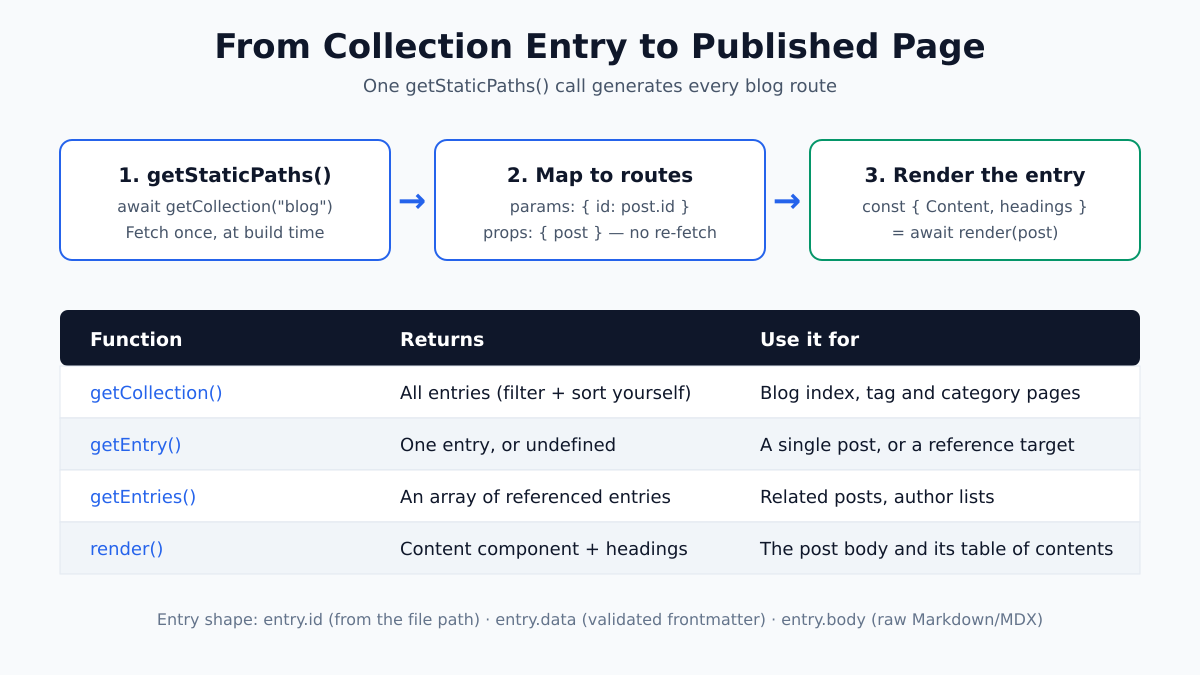 From Collection Entry to Published Page
One getStaticPaths() call generates every blog route
1. getStaticPaths()
await getCollection("blog")
Fetch once, at build time
→
2. Map to routes
params: { id: post.id }
props: { post } — no re-fetch
→
3. Render the entry
const { Content, headings }
= await render(post)
Function Returns Use it for
getCollection() All entries (filter + sort yourself) Blog index, tag and category pages
getEntry() One entry, or undefined A single post, or a reference target
getEntries() An array of referenced entries Related posts, author lists
render() Content component + headings The post body and its table of contents
Entry shape: entry.id (from the file path) · entry.data (validated frontmatter) · entry.body (raw Markdown/MDX)